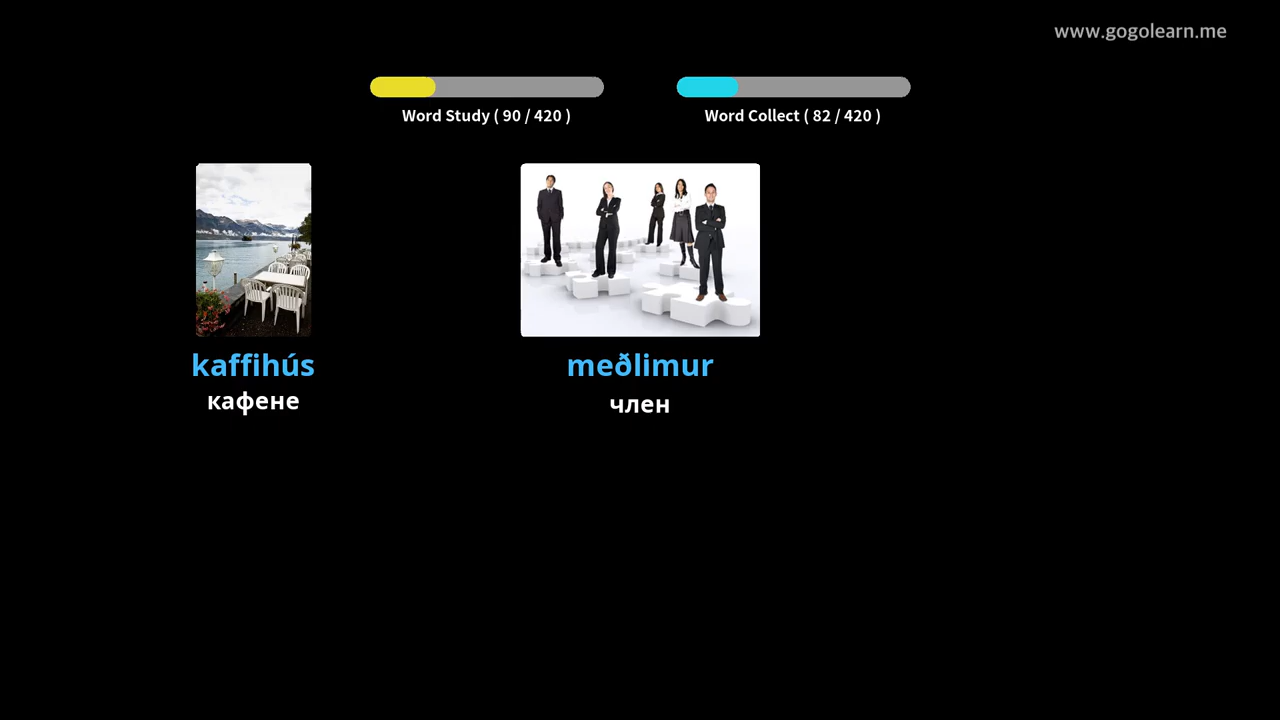 www.gogolearn.me
Word Study ( 90 / 420 )
Word Collect ( 82 / 420 )
kaffihús
кафене
meðlimur
член